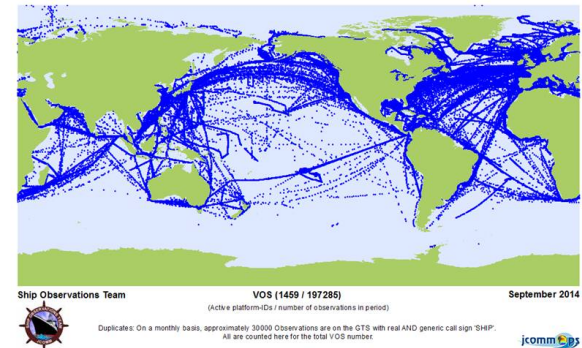 Ship Observations Team
VOS (1459 / 197285)
September 2014
(Active platform-IDs / number of observations in period)
Duplicates: On a monthly basis, approximately 30000 Observations are on the GTS with real AND generic call sign 'SHIP'.
All are counted here for the total VOS number.
jcommops